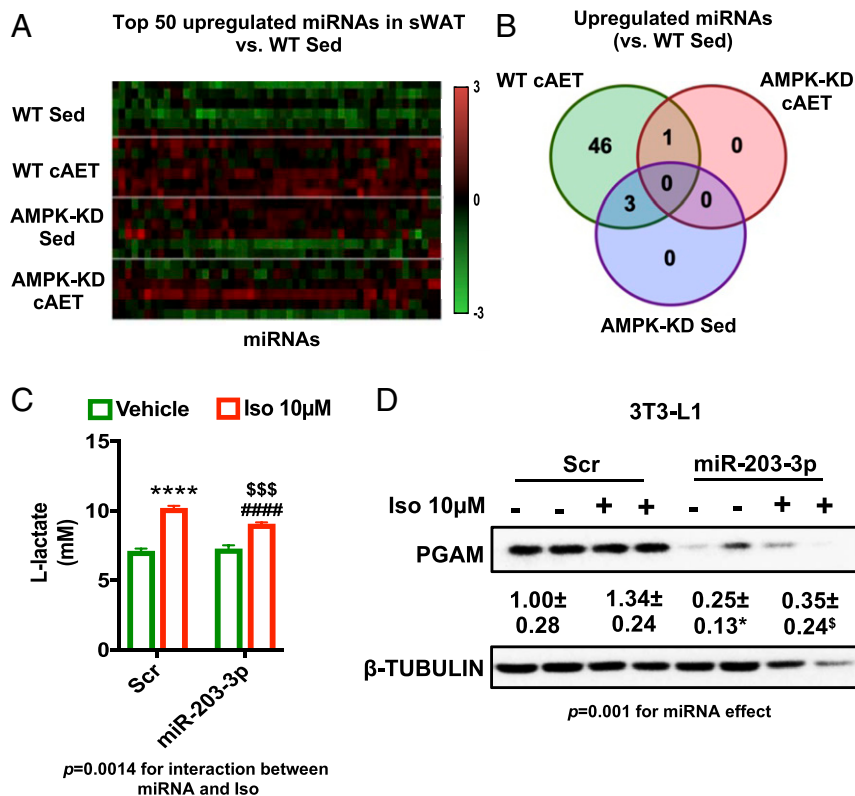 A
Top 50 upregulated miRNAs in sWAT
vs. WT Sed
WT Sed
WT cAET
AMPK-KD
Sed
AMPK-KD
cAET
miRNAs
3
0
-3
B
Upregulated miRNAs
(vs. WT Sed)
WT cAET
AMPK-KD
cAET
46
1
0
0
3
0
0
AMPK-KD Sed
C
Vehicle
Iso 10μM
L-lactate
(mM)
15
10
5
0
****
$$$
####
Scr
miR-203-3p
p=0.0014 for interaction between
miRNA and Iso
D
3T3-L1
Scr
miR-203-3p
Iso 10μM - - + + - - + +
PGAM
1.00± 1.34± 0.25± 0.35±
0.28 0.24 0.13* 0.24$
β-TUBULIN
p=0.001 for miRNA effect